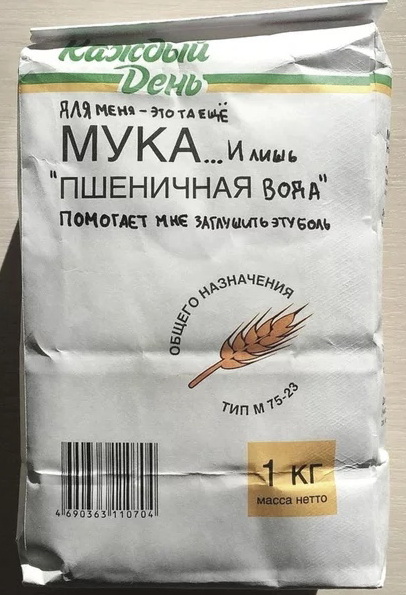 Каждый
День
ДЛЯ МЕНЯ – ЭТО ТА ЕЩЁ
МУКА... И ЛИШЬ
"ПШЕНИЧНАЯ ВОДА"
ПОМОГАЕТ МНЕ ЗАГЛУШИТЬ ЭТУ БОЛЬ
ОБЩЕГО НАЗНАЧЕНИЯ
ТИП М 75-23
1 КГ
масса нетто
4 690363 110704